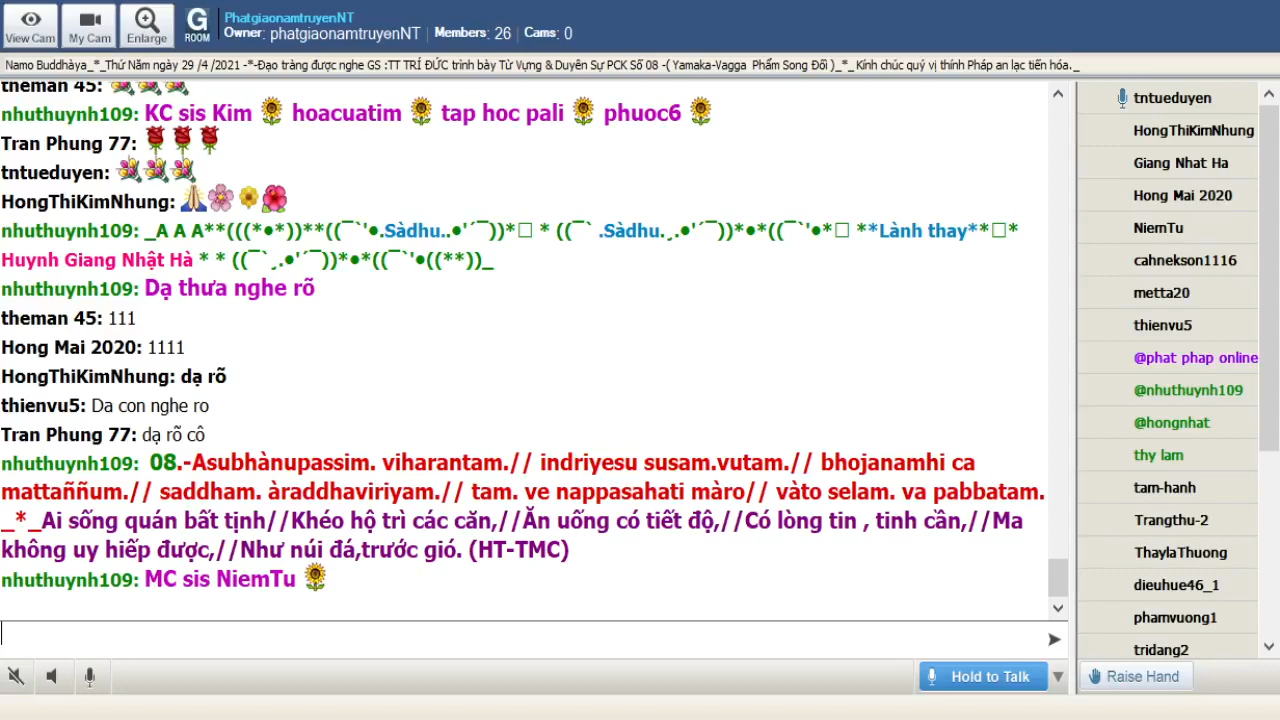 View Cam
My Cam
Enlarge
G
ROOM
PhatgiaonamtruyenNT
Owner: phatgiaonamtruyenNT | Members: 26 | Cams: 0
Namo Buddhàya_*_Thứ Năm ngày 29 /4 /2021 -*-Đạo tràng được nghe GS :TT TRÍ ĐỨC trình bày Từ Vựng & Duyên Sự PCK Số 08 -( Yamaka-Vagga Phẩm Song Đối )_*_ Kính chúc quý vị thính Pháp an lạc tiến hóa._
theman 45:
nhuthuynh109: KC sis Kim hoacuatim tap hoc pali phuoc6
Tran Phung 77:
tntueduyen:
HongThiKimNhung:
nhuthuynh109: _A A A**(((*●*))**((¯`'●.Sàdhu..●'´¯))*□ * ((¯` .Sàdhu.¸.●'´¯))*●*((¯`'●*□ **Lành thay**□*
Huynh Giang Nhật Hà * * ((¯`¸.●'´¯))*●*((¯`'●((**))_
nhuthuynh109: Dạ thưa nghe rõ
theman 45: 111
Hong Mai 2020: 1111
HongThiKimNhung: dạ rõ
thienvu5: Da con nghe ro
Tran Phung 77: dạ rõ cô
nhuthuynh109: 08.-Asubhànupassim. viharantam.// indriyesu susam.vutam.// bhojanamhi ca
mattaññum.// saddham. àraddhaviriyam.// tam. ve nappasahati màro// vàto selam. va pabbatam.
_*_Ai sống quán bất tịnh//Khéo hộ trì các căn,//Ăn uống có tiết độ,//Có lòng tin , tinh cần,//Ma
không uy hiếp được,//Như núi đá,trước gió. (HT-TMC)
nhuthuynh109: MC sis NiemTu
tntueduyen
HongThiKimNhung
Giang Nhat Ha
Hong Mai 2020
NiemTu
cahnekson1116
metta20
thienvu5
@phat phap online
@nhuthuynh109
@hongnhat
thy lam
tam-hanh
Trangthu-2
ThaylaThuong
dieuhue46_1
phamvuong1
tridang2
Hold to Talk
Raise Hand